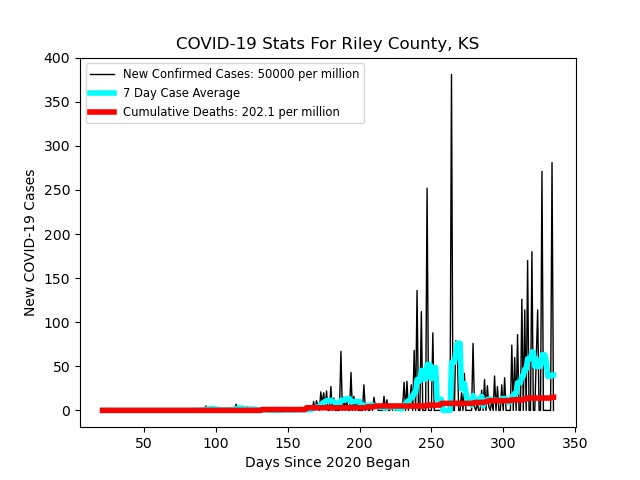 COVID-19 Stats For Riley County, KS
New Confirmed Cases: 50000 per million
7 Day Case Average
Cumulative Deaths: 202.1 per million
New COVID-19 Cases
400
350
300
250
200
150
100
50
0
50 100 150 200 250 300 350
Days Since 2020 Began